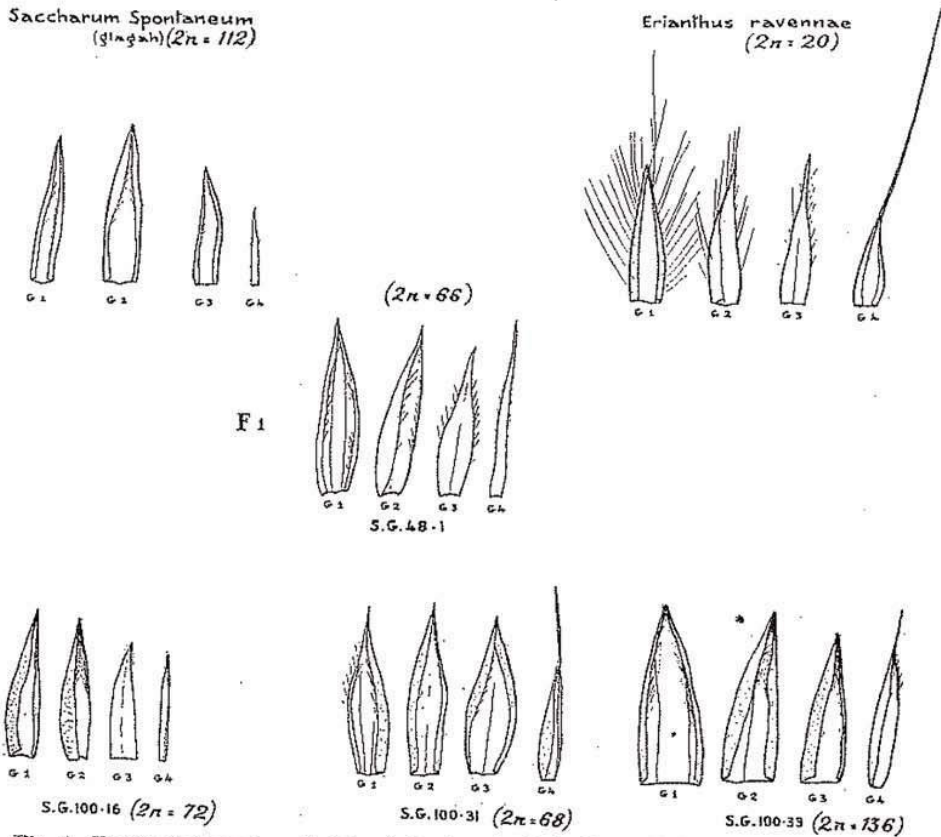 Saccharum Spontaneum
(glagah) (2n = 112)
Erianthus ravennae
(2n = 20)
G1 G2 G3 G4
G1 G2 G3 G4
(2n = 66)
F1
G1 G2 G3 G4
S.G.48-1
G1 G2 G3 G4
S.G.100-16 (2n = 72)
G1 G2 G3 G4
S.G.100-31 (2n = 68)
G1 G2 G3 G4
S.G.100-33 (2n = 136)